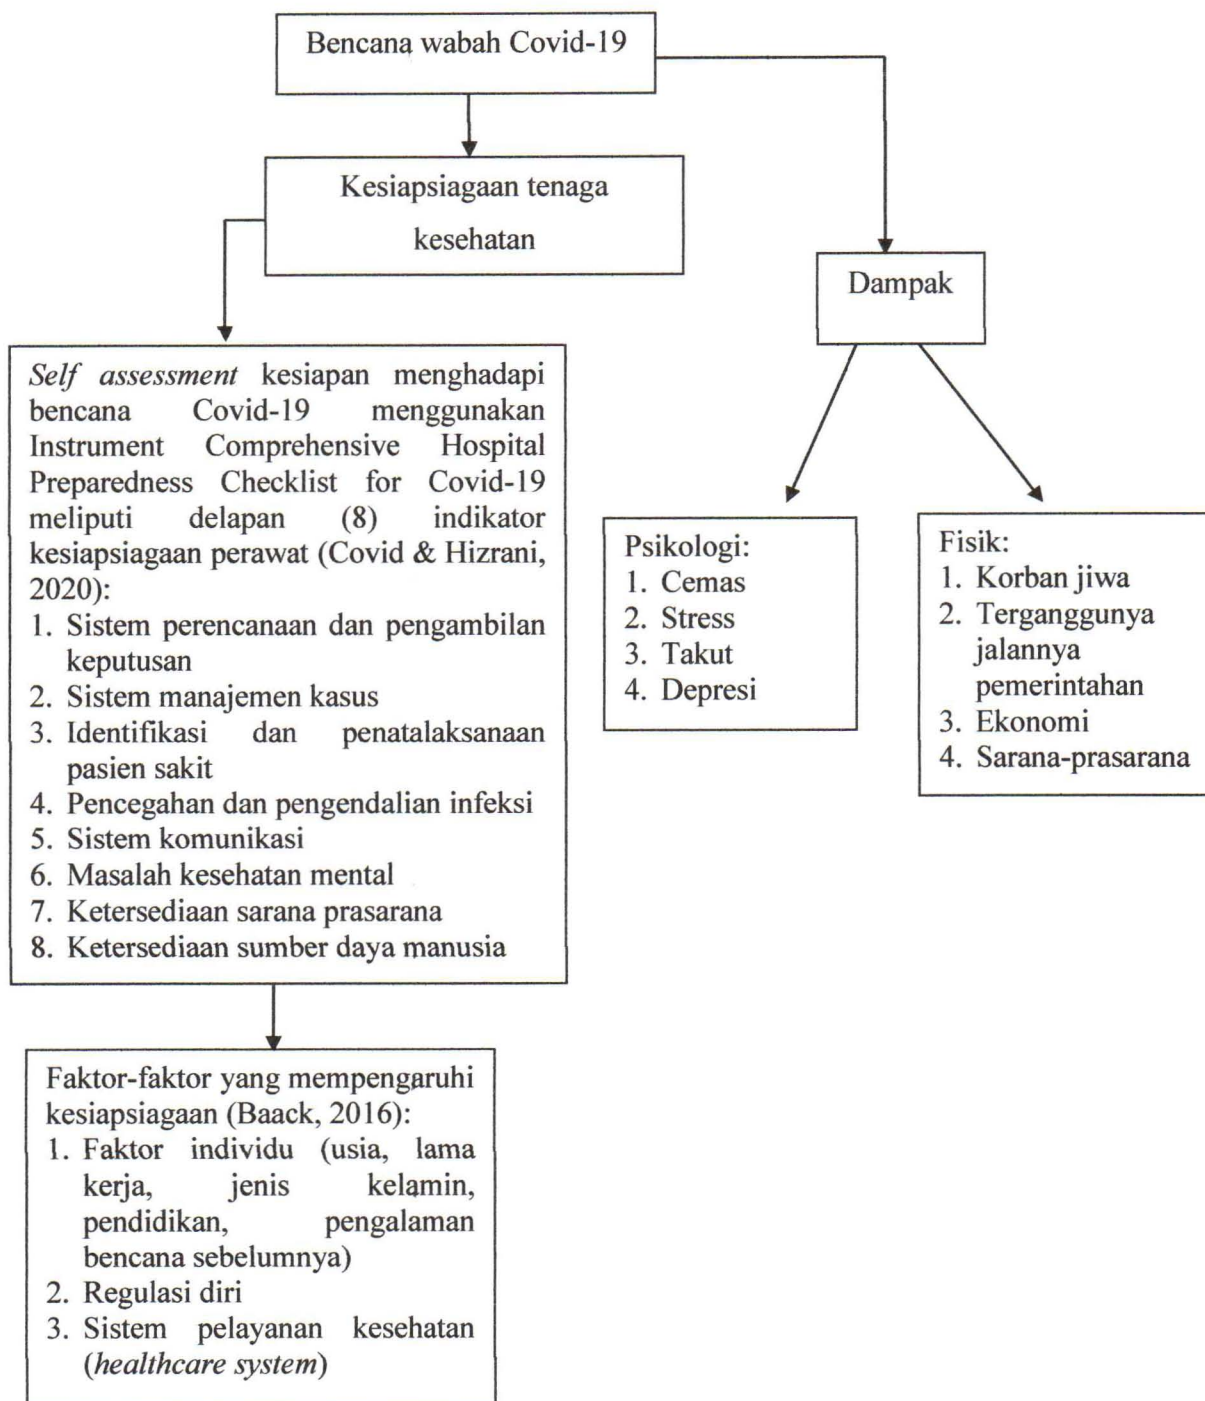 Bencana wabah Covid-19
Kesiapsiagaan tenaga
kesehatan
Dampak
Self assessment kesiapan menghadapi
bencana Covid-19 menggunakan
Instrument Comprehensive Hospital
Preparedness Checklist for Covid-19
meliputi delapan (8) indikator
kesiapsiagaan perawat (Covid & Hizrani,
2020):
1. Sistem perencanaan dan pengambilan
keputusan
2. Sistem manajemen kasus
3. Identifikasi dan penatalaksanaan
pasien sakit
4. Pencegahan dan pengendalian infeksi
5. Sistem komunikasi
6. Masalah kesehatan mental
7. Ketersediaan sarana prasarana
8. Ketersediaan sumber daya manusia
Psikologi:
1. Cemas
2. Stress
3. Takut
4. Depresi
Fisik:
1. Korban jiwa
2. Terganggunya
jalannya
pemerintahan
3. Ekonomi
4. Sarana-prasarana
Faktor-faktor yang mempengaruhi
kesiapsiagaan (Baack, 2016):
1. Faktor individu (usia, lama
kerja, jenis kelamin,
pendidikan, pengalaman
bencana sebelumnya)
2. Regulasi diri
3. Sistem pelayanan kesehatan
(healthcare system)